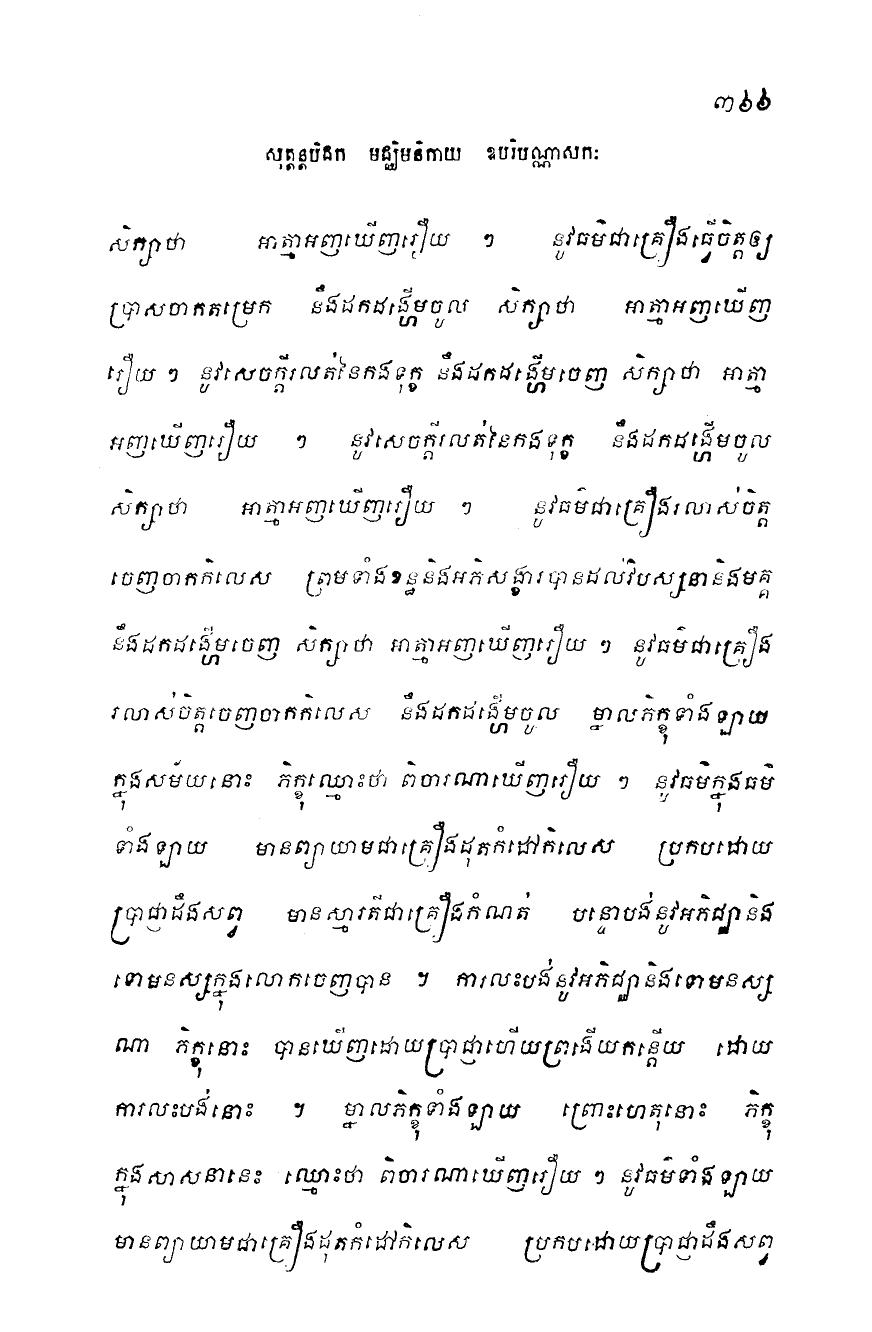 ៣៦៦
សុត្តន្តបិដក មជ្ឈិមនិកាយ ឧបរិបណ្ណាសកៈ
សិក្សាថា អាត្មាអញឃើញរឿយ ៗ នូវធម៌ជាគ្រឿងធ្វើចិត្តឲ្យ
ប្រាសចាកតម្រេក នឹងដកដង្ហើមចូល សិក្សាថា អាត្មាអញឃើញ
រឿយ ៗ នូវសេចក្តីរលត់នៃកងទុក្ខ នឹងដកដង្ហើមចេញ សិក្សាថា អាត្មា
អញឃើញរឿយ ៗ នូវសេចក្តីរលត់នៃកងទុក្ខ នឹងដកដង្ហើមចូល
សិក្សាថា អាត្មាអញឃើញរឿយ ៗ នូវធម៌ជាគ្រឿងរលាស់ចិត្ត
ចេញចាកកិលេស ព្រមទាំងខន្ធនិងអភិសង្ខារបានដល់វិបស្សនានិងមគ្គ
នឹងដកដង្ហើមចេញ សិក្សាថា អាត្មាអញឃើញរឿយ ៗ នូវធម៌ជាគ្រឿង
រលាស់ចិត្តចេញចាកកិលេស នឹងដកដង្ហើមចូល ម្នាលភិក្ខុទាំងឡាយ
ក្នុងសម័យនោះ ភិក្ខុឈ្មោះថា ពិចារណាឃើញរឿយ ៗ នូវធម៌ក្នុងធម៌
ទាំងឡាយ មានព្យាយាមជាគ្រឿងដុតកំដៅកិលេស ប្រកបដោយ
ប្រាជ្ញាដឹងសព្វ មានស្មារតីជាគ្រឿងកំណត់ បន្ទោបង់នូវអភិជ្ឈានិង
ទោមនស្សក្នុងលោកចេញបាន ។ ការលះបង់នូវអភិជ្ឈានិងទោមនស្ស
ណា ភិក្ខុនោះ បានឃើញដោយប្រាជ្ញាហើយព្រងើយកន្តើយ ដោយ
ការលះបង់នោះ ។ ម្នាលភិក្ខុទាំងឡាយ ព្រោះហេតុនោះ ភិក្ខុ
ក្នុងសាសនានេះ ឈ្មោះថា ពិចារណាឃើញរឿយ ៗ នូវធម៌ទាំងឡាយ
មានព្យាយាមជាគ្រឿងដុតកំដៅកិលេស ប្រកបដោយប្រាជ្ញាដឹងសព្វ